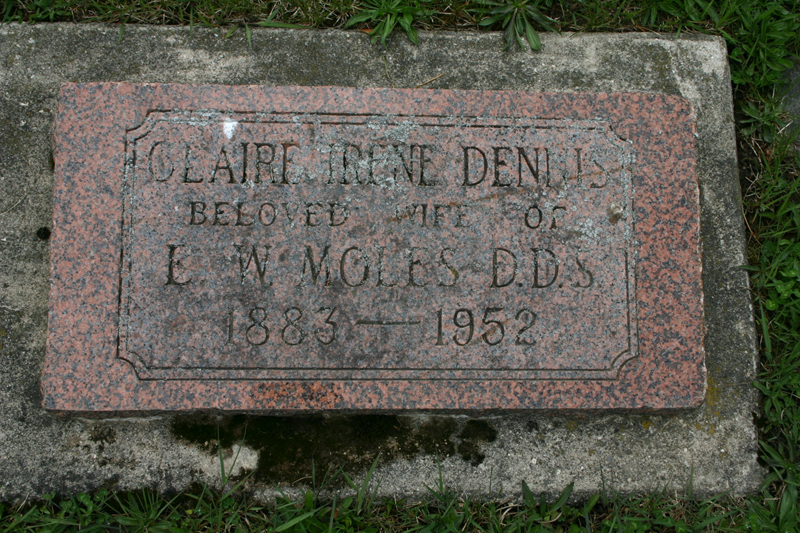 CLAIRE IRENE DENNIS
BELOVED WIFE OF
E. W. MOLES D.D.S.
1883 — 1952